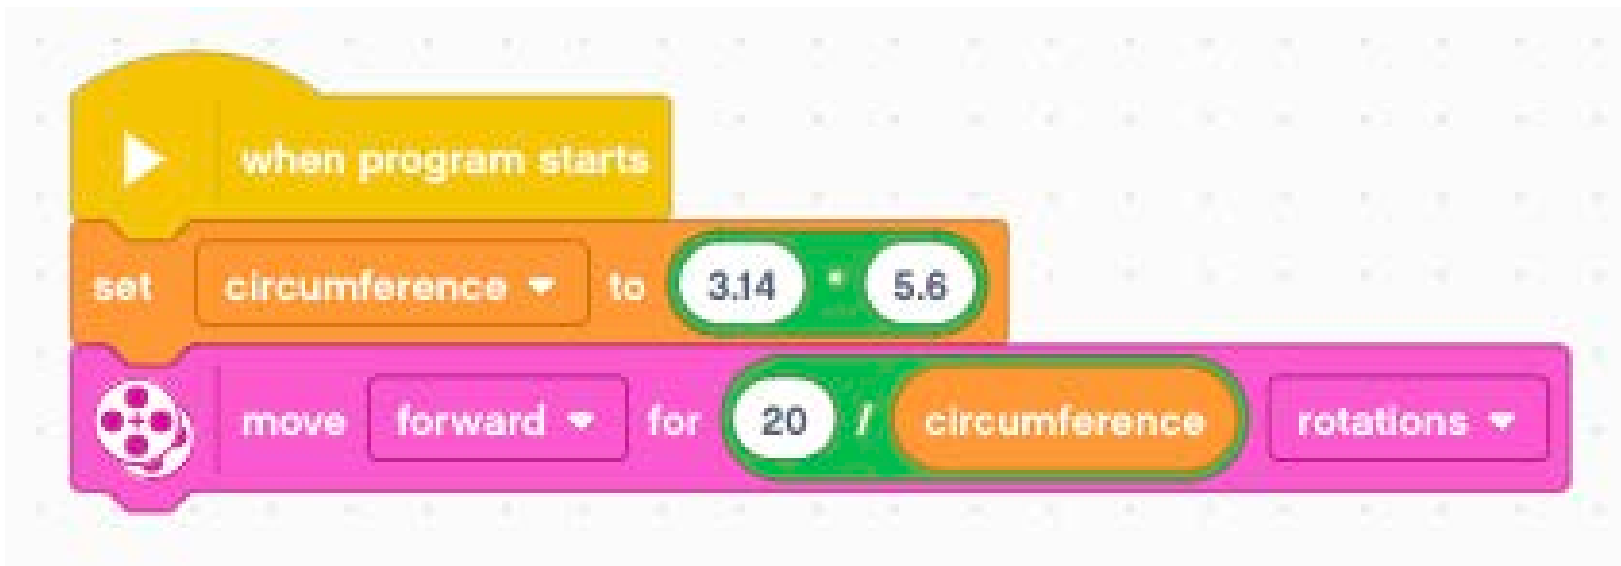 when program starts
set circumference to 3.14 * 5.6
move forward for 20 / circumference rotations